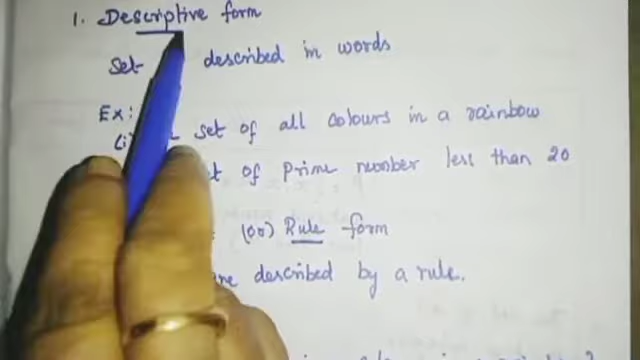 1. Descriptive form
Set described in words
Ex:
(i) set of all colours in a rainbow
of Prime number less than 20
(or) Rule form
described by a rule.